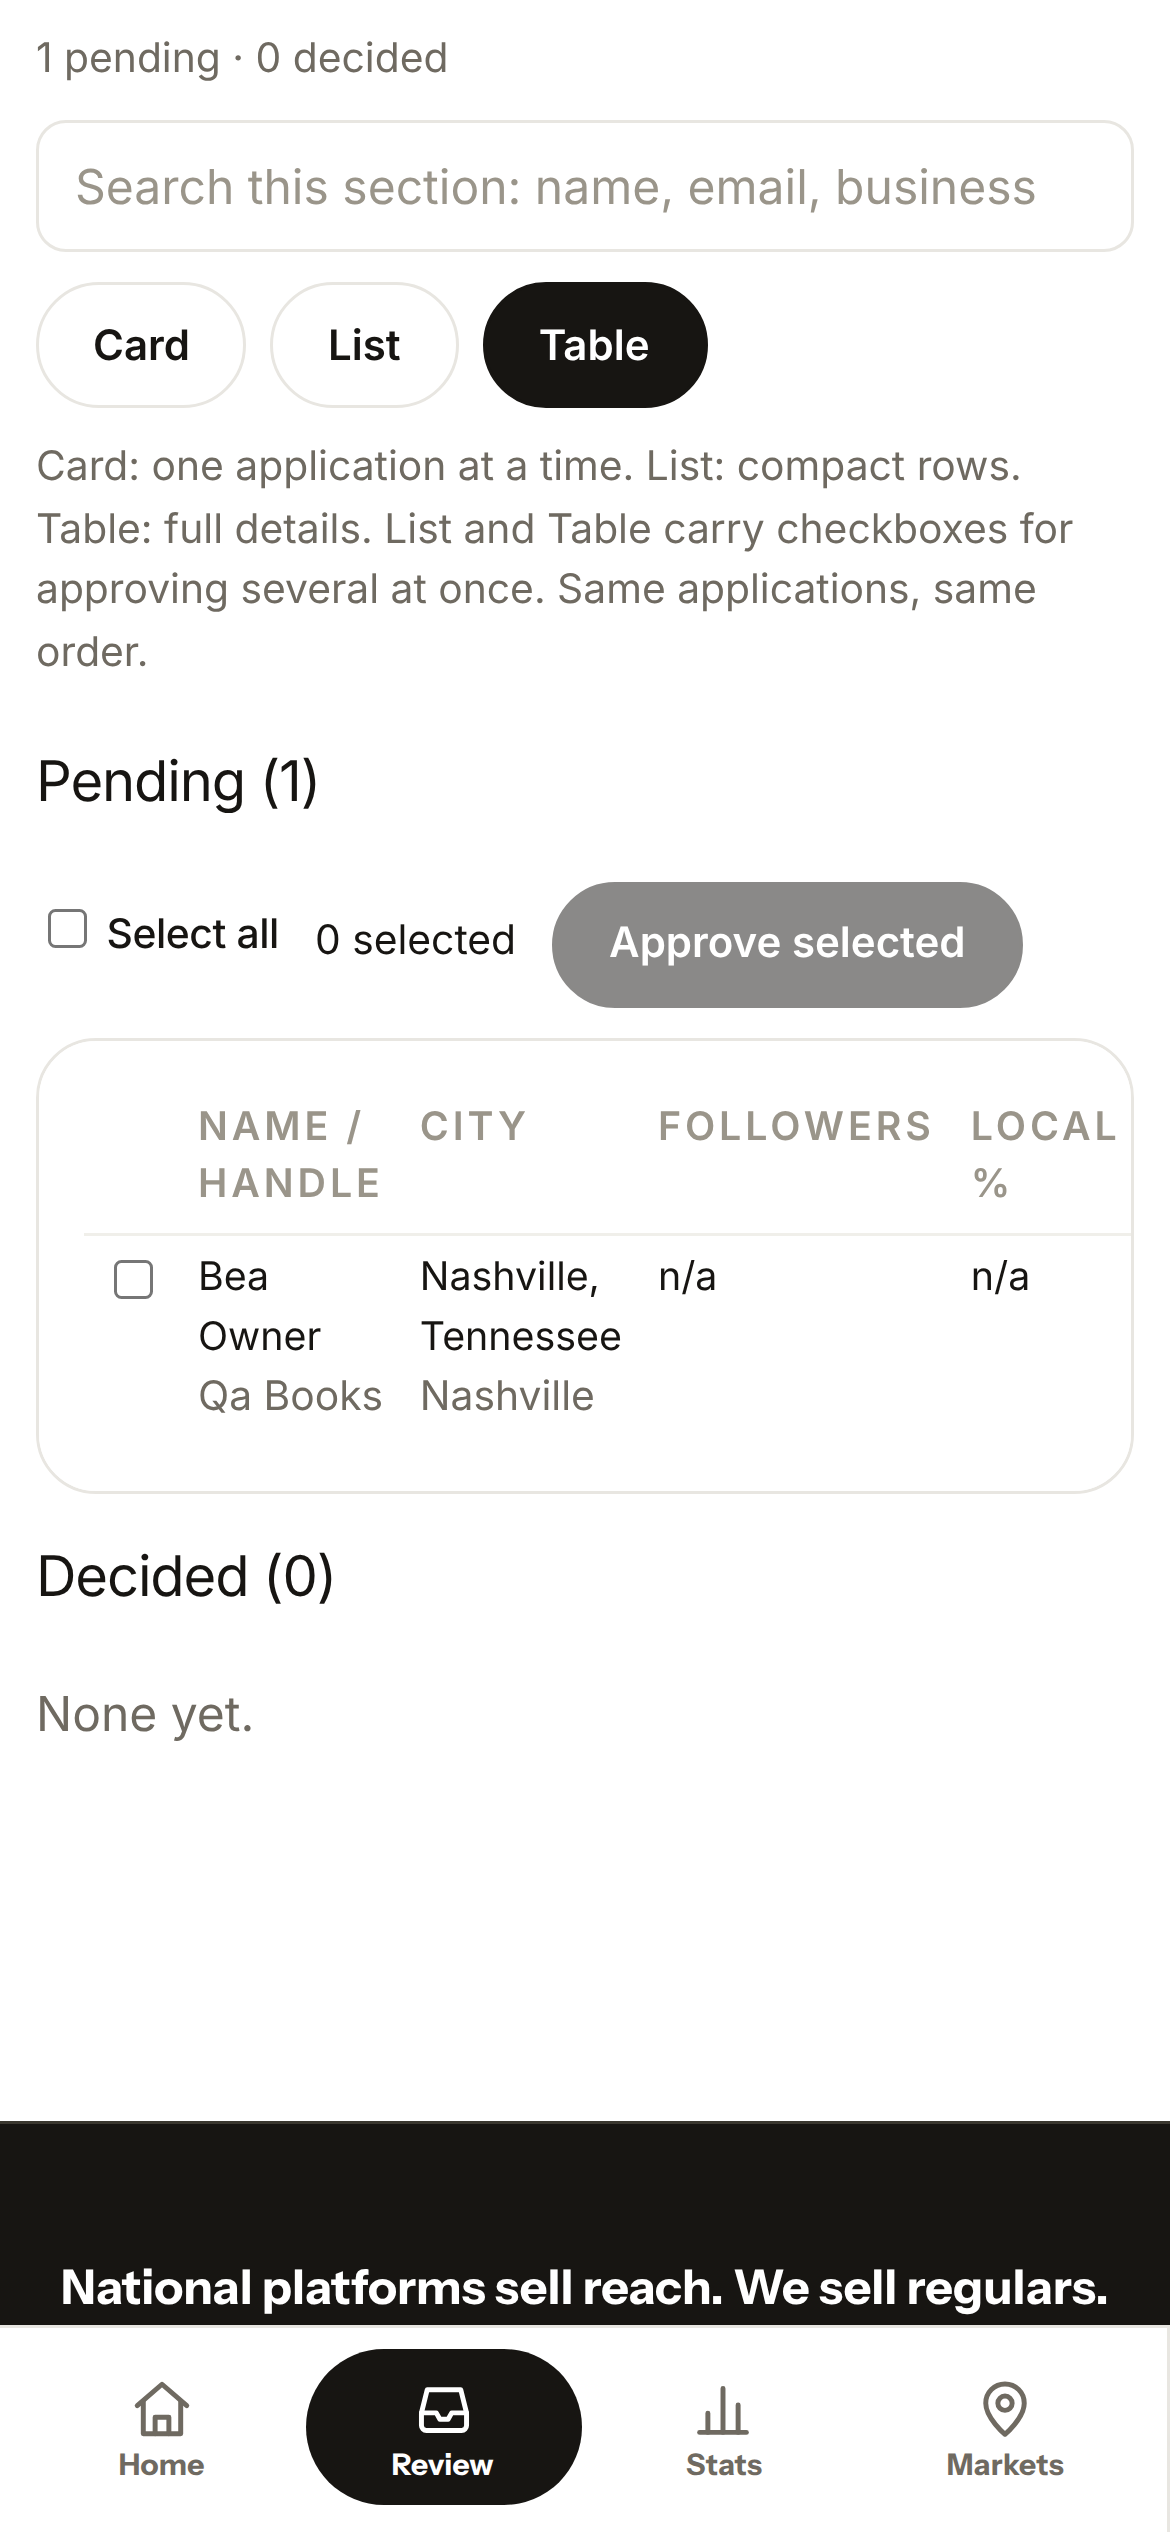 1 pending · 0 decided
Search this section: name, email, business
Card
List
Table
Card: one application at a time. List: compact rows.
Table: full details. List and Table carry checkboxes for
approving several at once. Same applications, same
order.
Pending (1)
Select all
0 selected
Approve selected
NAME / HANDLE
CITY
FOLLOWERS
LOCAL %
Bea Owner
Qa Books
Nashville, Tennessee
Nashville
n/a
n/a
Decided (0)
None yet.
National platforms sell reach. We sell regulars.
Home
Review
Stats
Markets